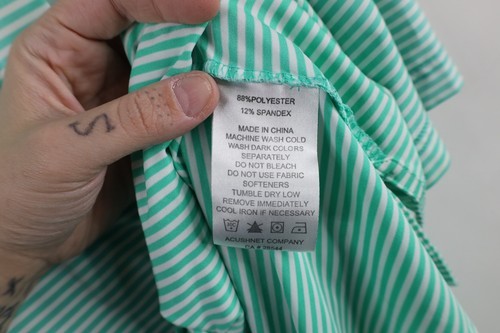 88%POLYESTER
12% SPANDEX
MADE IN CHINA
MACHINE WASH COLD
WASH DARK COLORS
SEPARATELY
DO NOT BLEACH
DO NOT USE FABRIC
SOFTENERS
TUMBLE DRY LOW
REMOVE IMMEDIATELY
COOL IRON IF NECESSARY
ACUSHNET COMPANY